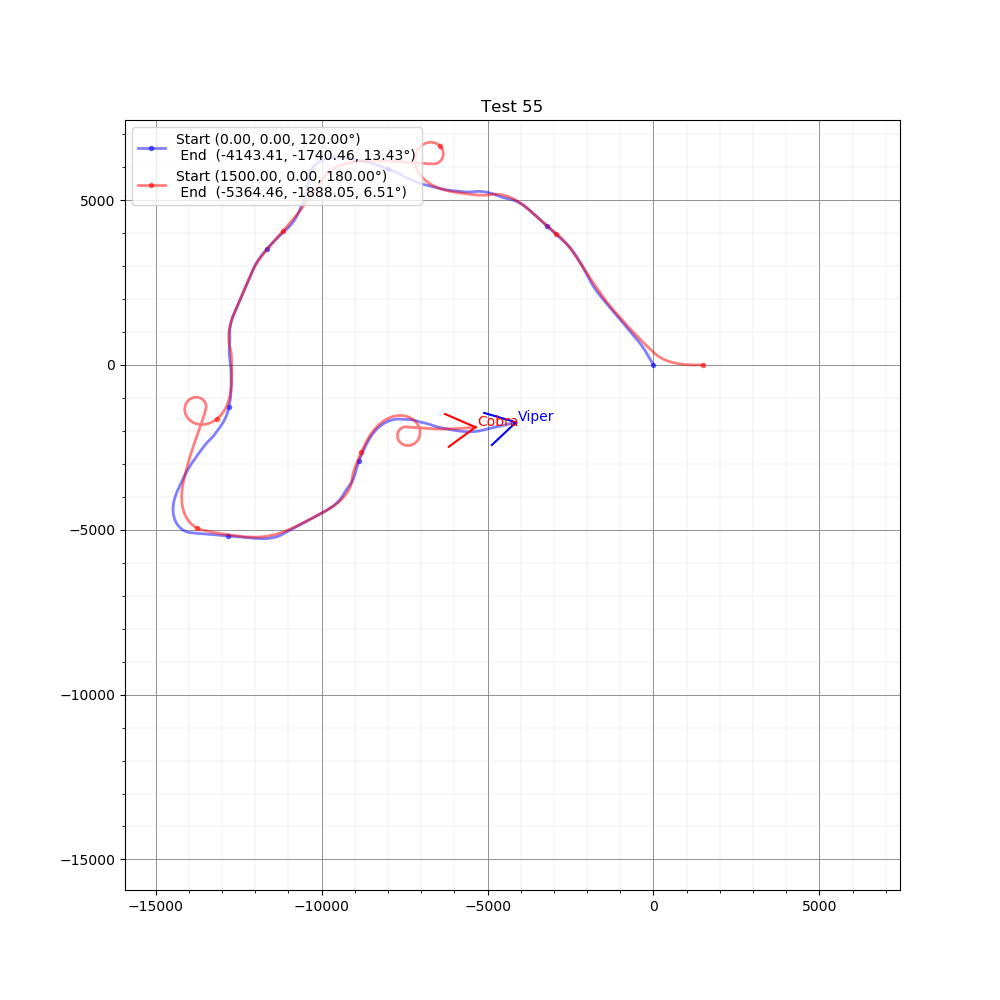 Test 55
Start (0.00, 0.00, 120.00°)
End (-4143.41, -1740.46, 13.43°)
Start (1500.00, 0.00, 180.00°)
End (-5364.46, -1888.05, 6.51°)
5000
0
−5000
−10000
−15000
Cobra
Viper
−15000
−10000
−5000
0
5000